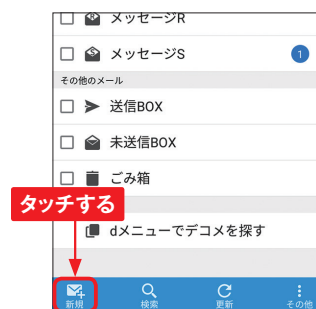 メッセージR
メッセージS 1
その他のメール
送信BOX
未送信BOX
ごみ箱
タッチする
dメニューでデコメを探す
新規 検索 更新 その他